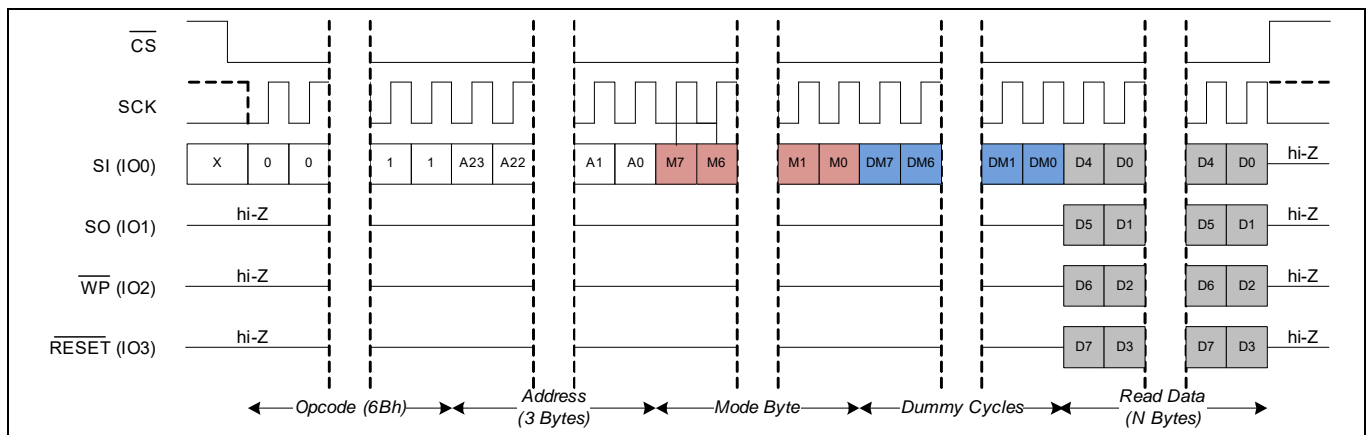 CS
SCK
SI (IO0) X 0 0 1 1 A23 A22 A1 A0 M7 M6 M1 M0 DM7 DM6 DM1 DM0 D4 D0 D4 D0 hi-Z
SO (IO1) hi-Z D5 D1 D5 D1 hi-Z
WP (IO2) hi-Z D6 D2 D6 D2 hi-Z
RESET (IO3) hi-Z D7 D3 D7 D3 hi-Z
Opcode (6Bh) Address (3 Bytes) Mode Byte Dummy Cycles Read Data (N Bytes)